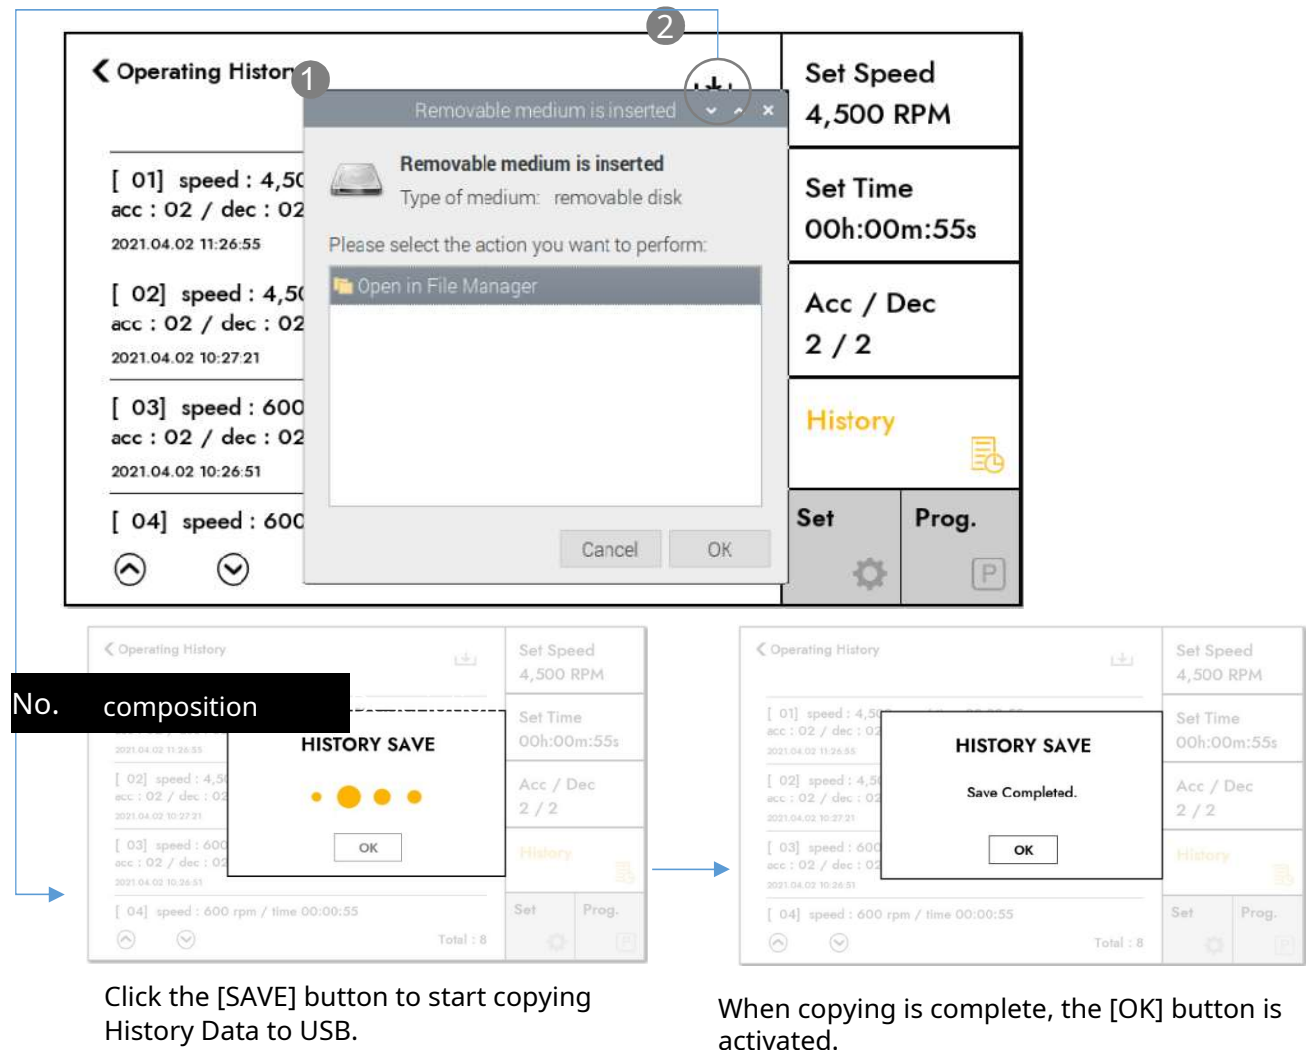 2
Operating History
1
Removable medium is inserted
Removable medium is inserted
Type of medium: removable disk
Please select the action you want to perform:
Open in File Manager
Cancel OK
[ 01] speed : 4,50
acc : 02 / dec : 02
2021.04.02 11:26:55
[ 02] speed : 4,50
acc : 02 / dec : 02
2021.04.02 10:27:21
[ 03] speed : 600
acc : 02 / dec : 02
2021.04.02 10:26:51
[ 04] speed : 600
Set Speed
4,500 RPM
Set Time
00h:00m:55s
Acc / Dec
2 / 2
History
Set Prog.
P
Operating History
No. composition
2021.04.02 11:26:55
[ 02] speed : 4,50
acc : 02 / dec : 02
2021.04.02 10:27:21
[ 03] speed : 600
acc : 02 / dec : 02
2021.04.02 10:26:51
[ 04] speed : 600 rpm / time 00:00:55
Total : 8
HISTORY SAVE
OK
Set Speed
4,500 RPM
Set Time
00h:00m:55s
Acc / Dec
2 / 2
History
Set Prog.
P
Click the [SAVE] button to start copying
History Data to USB.
Operating History
[ 01] speed : 4,50
acc : 02 / dec : 02
2021.04.02 11:26:55
[ 02] speed : 4,50
acc : 02 / dec : 02
2021.04.02 10:27:21
[ 03] speed : 600
acc : 02 / dec : 02
2021.04.02 10:26:51
[ 04] speed : 600 rpm / time 00:00:55
Total : 8
HISTORY SAVE
Save Completed.
OK
Set Speed
4,500 RPM
Set Time
00h:00m:55s
Acc / Dec
2 / 2
History
Set Prog.
P
When copying is complete, the [OK] button is
activated.